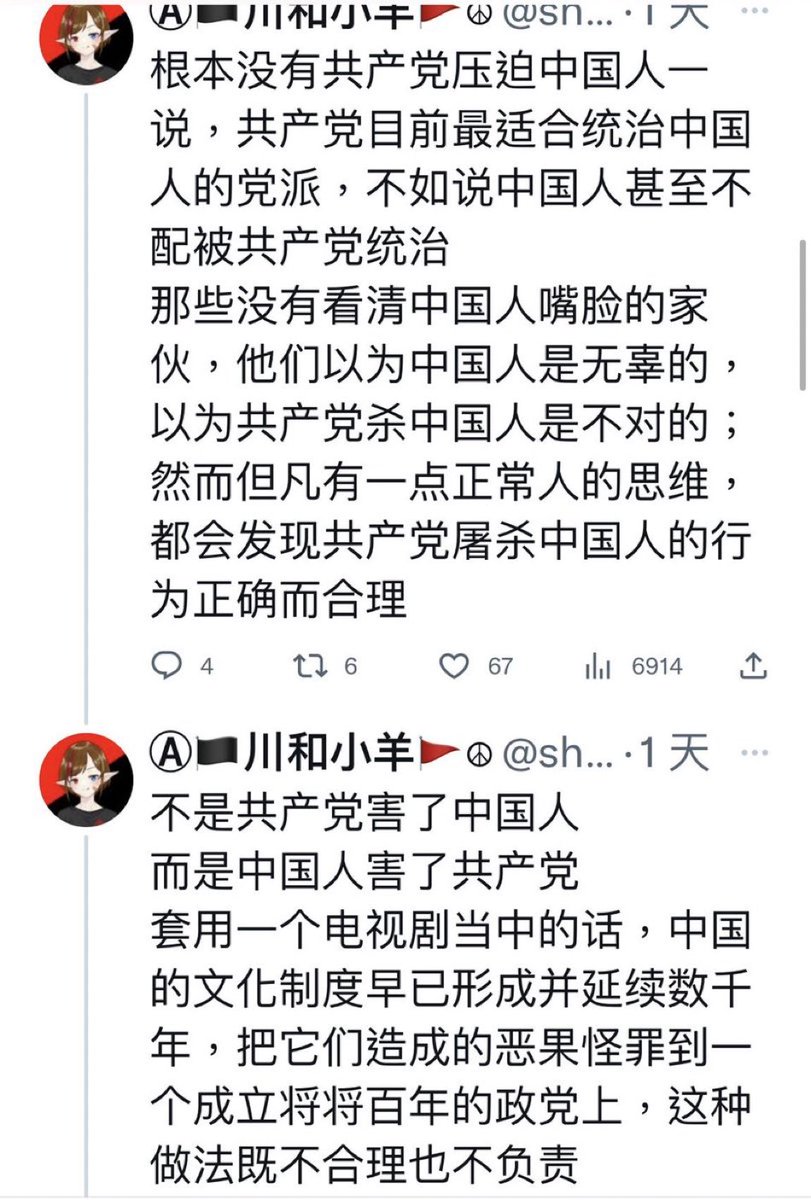 Ⓐ🏴川和小羊🚩☮ @sh... · 1 天
根本没有共产党压迫中国人一
说，共产党目前最适合统治中国
人的党派，不如说中国人甚至不
配被共产党统治
那些没有看清中国人嘴脸的家
伙，他们以为中国人是无辜的，
以为共产党杀中国人是不对的；
然而但凡有一点正常人的思维，
都会发现共产党屠杀中国人的行
为正确而合理
4 6 67 6914
Ⓐ🏴川和小羊🚩☮ @sh... · 1 天
不是共产党害了中国人
而是中国人害了共产党
套用一个电视剧当中的话，中国
的文化制度早已形成并延续数千
年，把它们造成的恶果怪罪到一
个成立将将百年的政党上，这种
做法既不合理也不负责